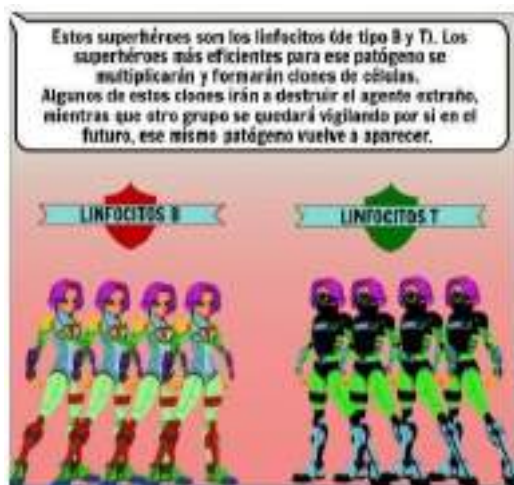 Estos superhéroes son los linfocitos (de tipo B y T). Los
superhéroes más eficientes para ese patógeno se
multiplicarán y formarán clones de células.
Algunos de estos clones irán a destruir el agente extraño,
mientras que otro grupo se quedará vigilando por si en el
futuro, ese mismo patógeno vuelve a aparecer.
LINFOCITOS B
LINFOCITOS T